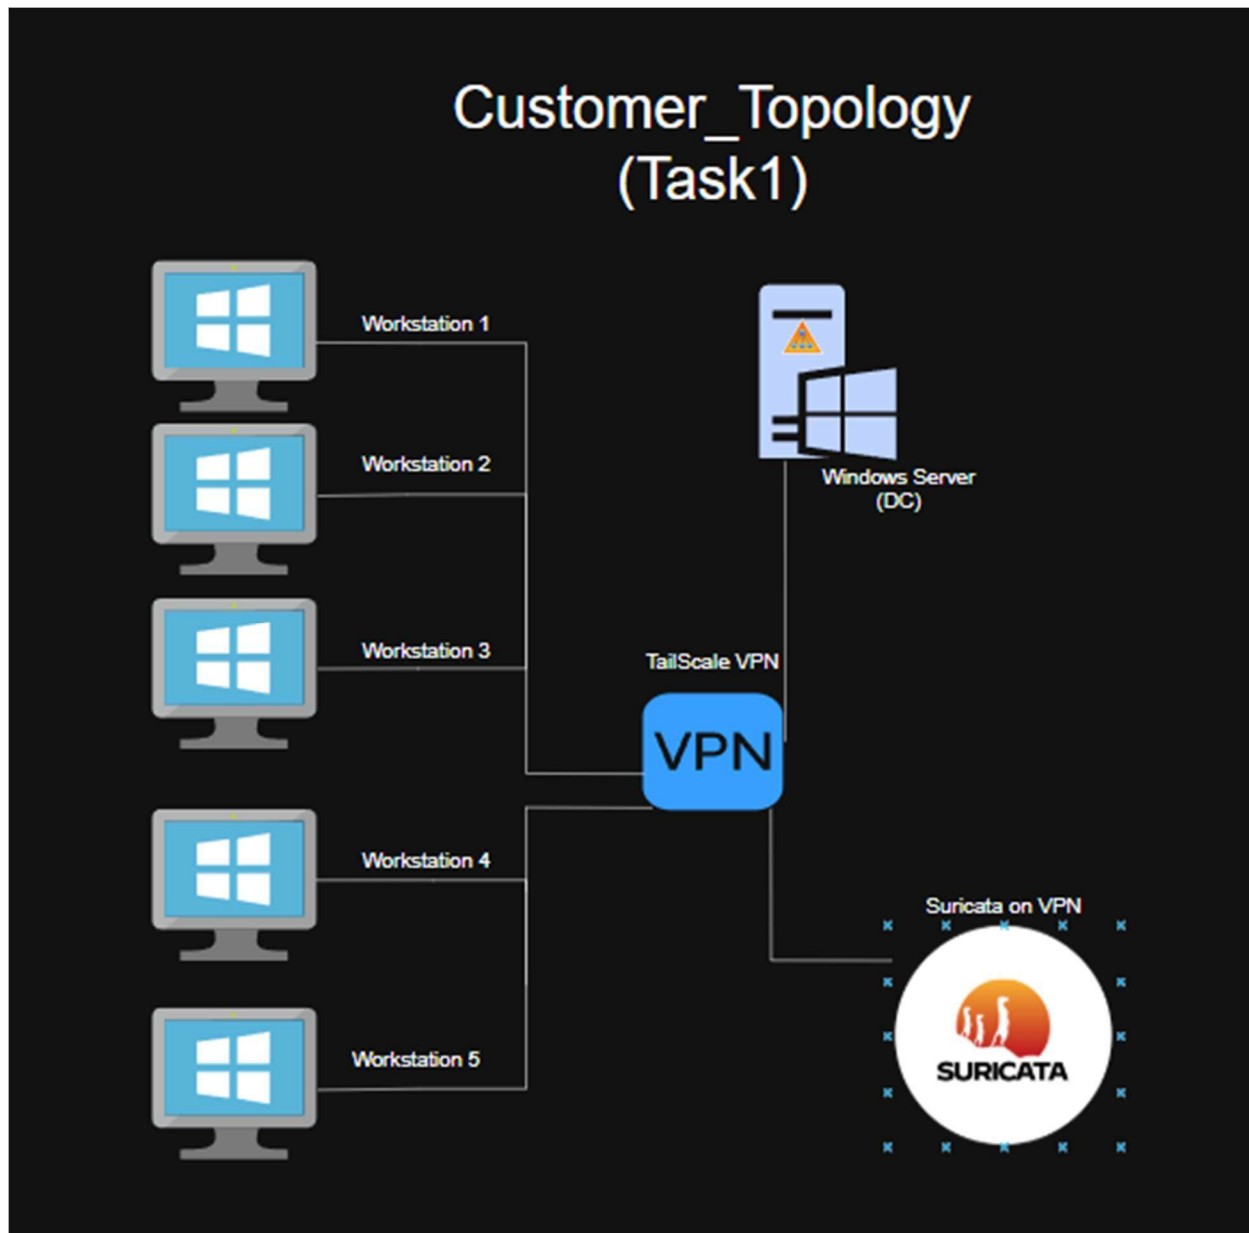 Customer_Topology
(Task1)
Workstation 1
Workstation 2
Windows Server
(DC)
Workstation 3
TailScale VPN
VPN
Workstation 4
Suricata on VPN
SURICATA
Workstation 5